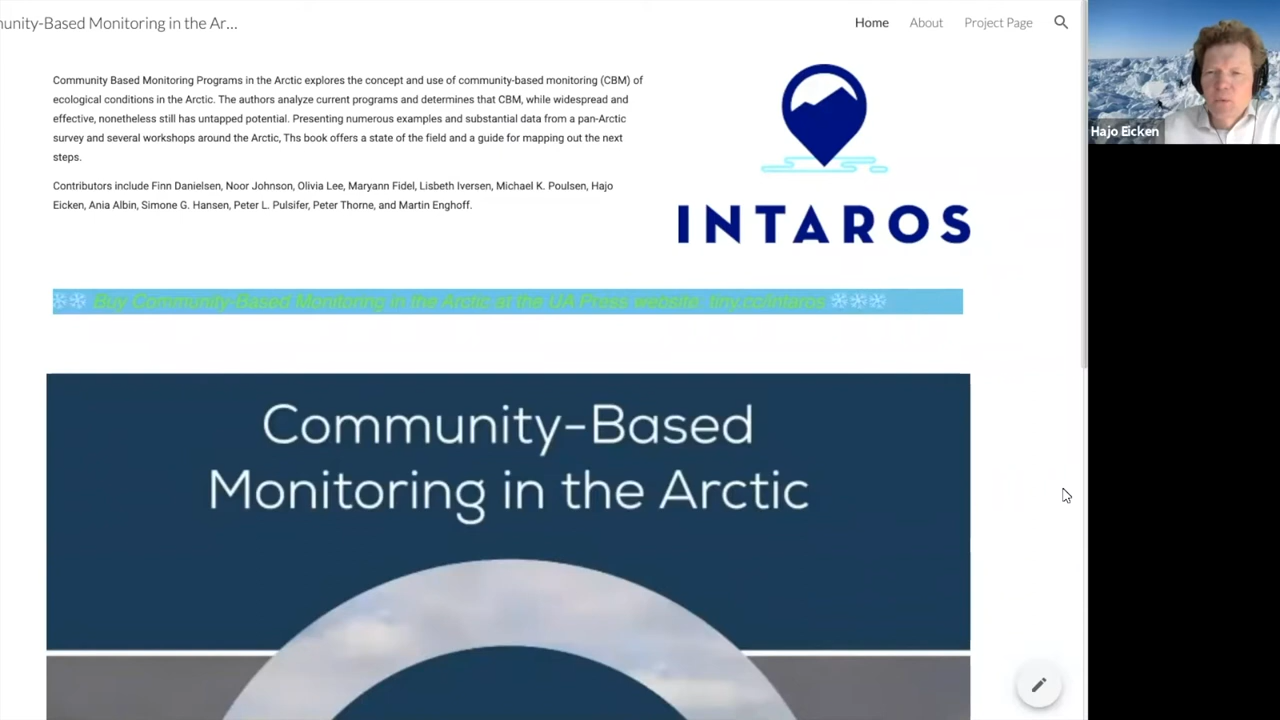 nunity-Based Monitoring in the Ar...
Home About Project Page
Hajo Eicken
Community Based Monitoring Programs in the Arctic explores the concept and use of community-based monitoring (CBM) of
ecological conditions in the Arctic. The authors analyze current programs and determines that CBM, while widespread and
effective, nonetheless still has untapped potential. Presenting numerous examples and substantial data from a pan-Arctic
survey and several workshops around the Arctic, Ths book offers a state of the field and a guide for mapping out the next
steps.
Contributors include Finn Danielsen, Noor Johnson, Olivia Lee, Maryann Fidel, Lisbeth Iversen, Michael K. Poulsen, Hajo
Eicken, Ania Albin, Simone G. Hansen, Peter L. Pulsifer, Peter Thorne, and Martin Enghoff.
INTAROS
Buy Community-Based Monitoring in the Arctic at the UA Press website tiny.cc/intaros
Community-Based
Monitoring in the Arctic